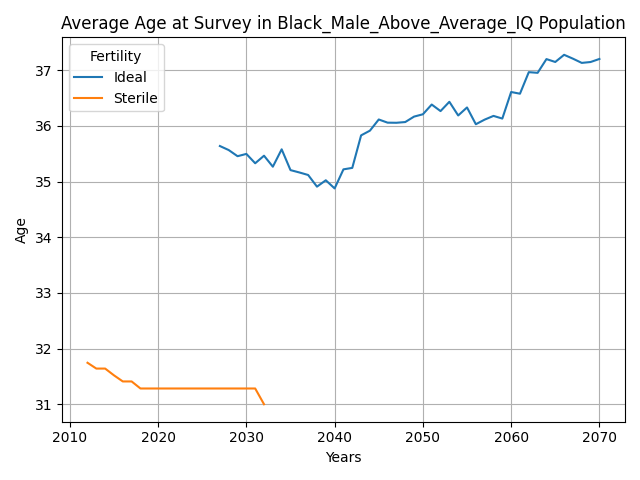 Average Age at Survey in Black_Male_Above_Average_IQ Population
Fertility
Ideal
Sterile
Age
37
36
35
34
33
32
31
2010 2020 2030 2040 2050 2060 2070
Years